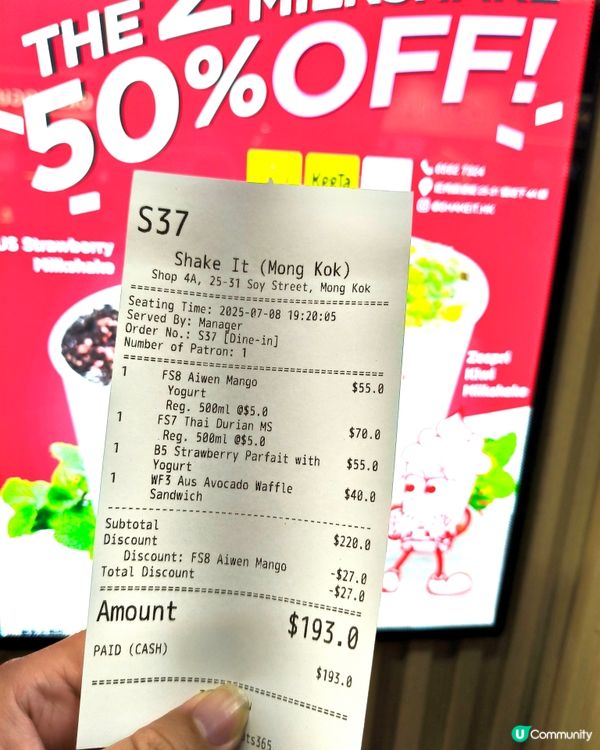 THE 2 MILKSHAKE
50% OFF!
KeeTa
US Strawberry
Milkshake
Zespri
Kiwi
Milkshake
S37
Shake It (Mong Kok)
Shop 4A, 25-31 Soy Street, Mong Kok
Seating Time: 2025-07-08 19:20:05
Served By: Manager
Order No.: S37 [Dine-in]
Number of Patron: 1
1 FS8 Aiwen Mango $55.0
Yogurt
Reg. 500ml @$5.0
1 FS7 Thai Durian MS $70.0
Reg. 500ml @$5.0
1 B5 Strawberry Parfait with $55.0
Yogurt
1 WF3 Aus Avocado Waffle $40.0
Sandwich
Subtotal $220.0
Discount
Discount: FS8 Aiwen Mango -$27.0
Total Discount -$27.0
Amount $193.0
PAID (CASH) $193.0
ts365
U Community